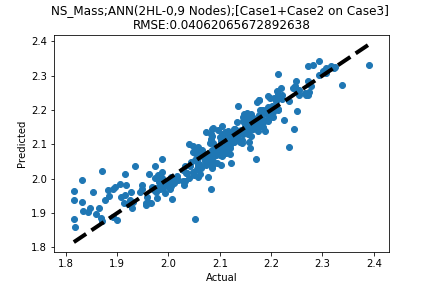 NS_Mass;ANN(2HL-0,9 Nodes);[Case1+Case2 on Case3]
RMSE:0.04062065672892638
2.4
2.3
2.2
2.1
2.0
1.9
1.8
Predicted
1.8 1.9 2.0 2.1 2.2 2.3 2.4
Actual